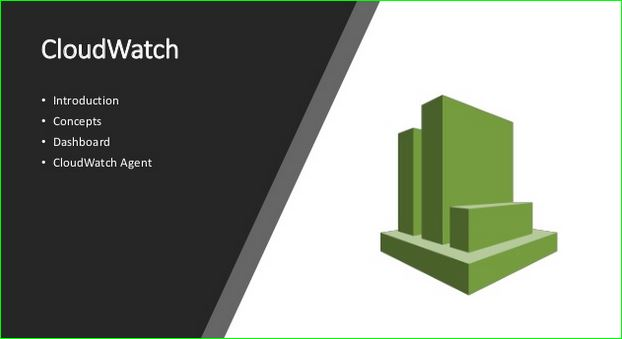 CloudWatch
• Introduction
• Concepts
• Dashboard
• CloudWatch Agent